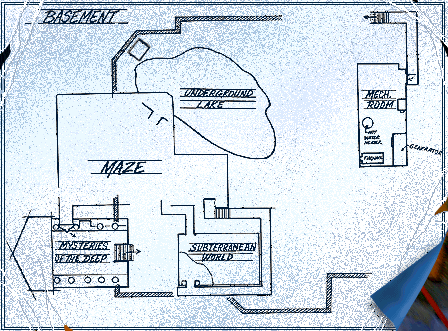 BASEMENT
UNDERGROUND
LAKE
MECH.
ROOM
HOT
WATER
HEATER
FURNACE
GENERATOR
MAZE
MYSTERIES
OF THE DEEP
SUBTERRANEAN
WORLD